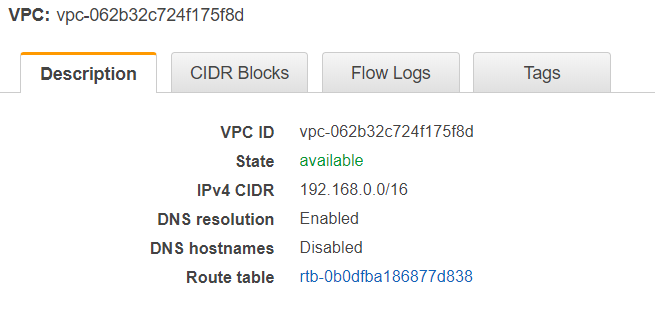 VPC: vpc-062b32c724f175f8d
Description CIDR Blocks Flow Logs Tags
VPC ID vpc-062b32c724f175f8d
State available
IPv4 CIDR 192.168.0.0/16
DNS resolution Enabled
DNS hostnames Disabled
Route table rtb-0b0dfba186877d838